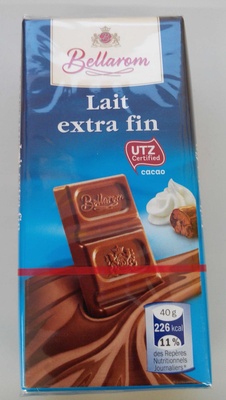 Bellarom
Lait
extra fin
UTZ
Certified
cacao
Bellarom
40g
226 kcal
11%
des Repères
Nutritionnels
Journaliers*